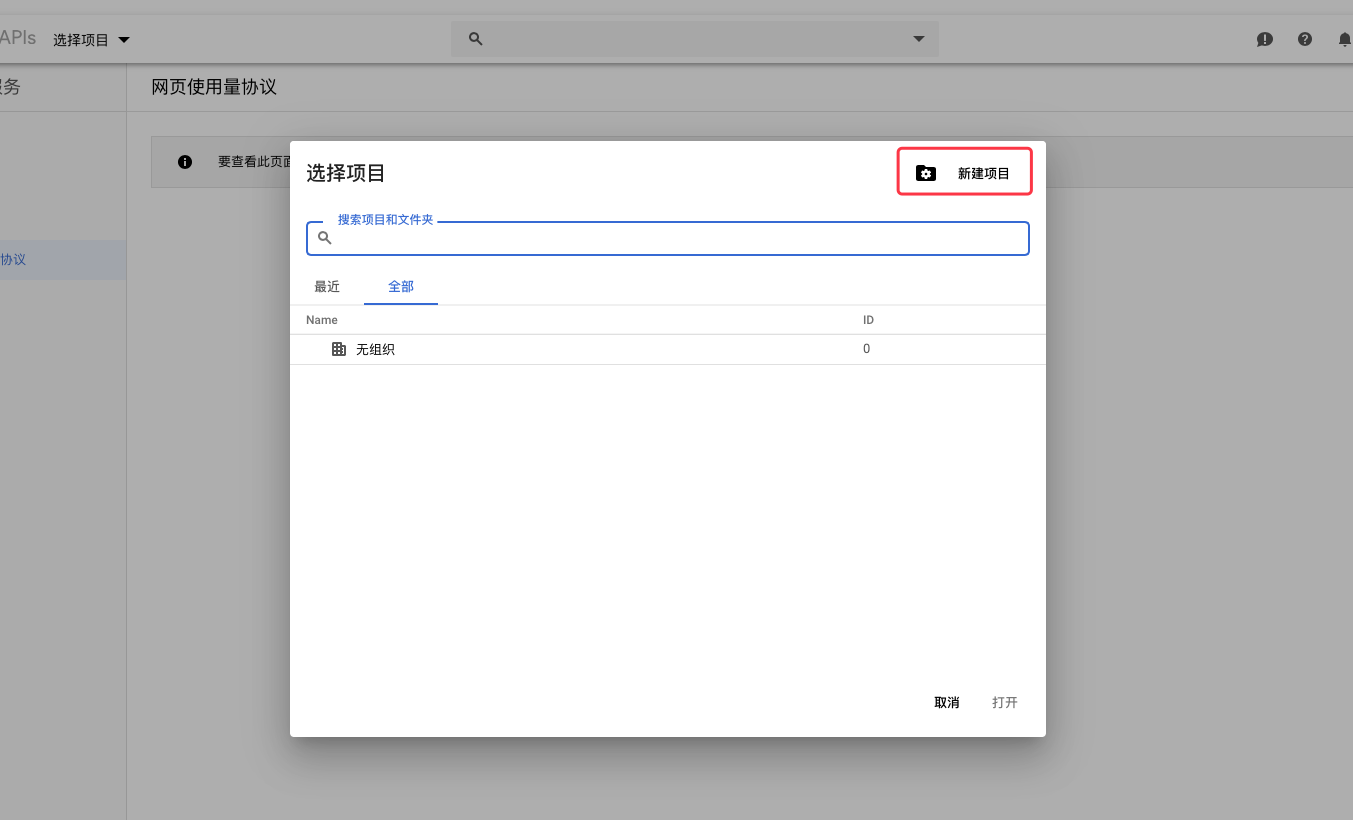 APIs 选择项目
服务
网页使用量协议
要查看此页面
选择项目
新建项目
搜索项目和文件夹
最近 全部
Name ID
无组织 0
协议
取消 打开